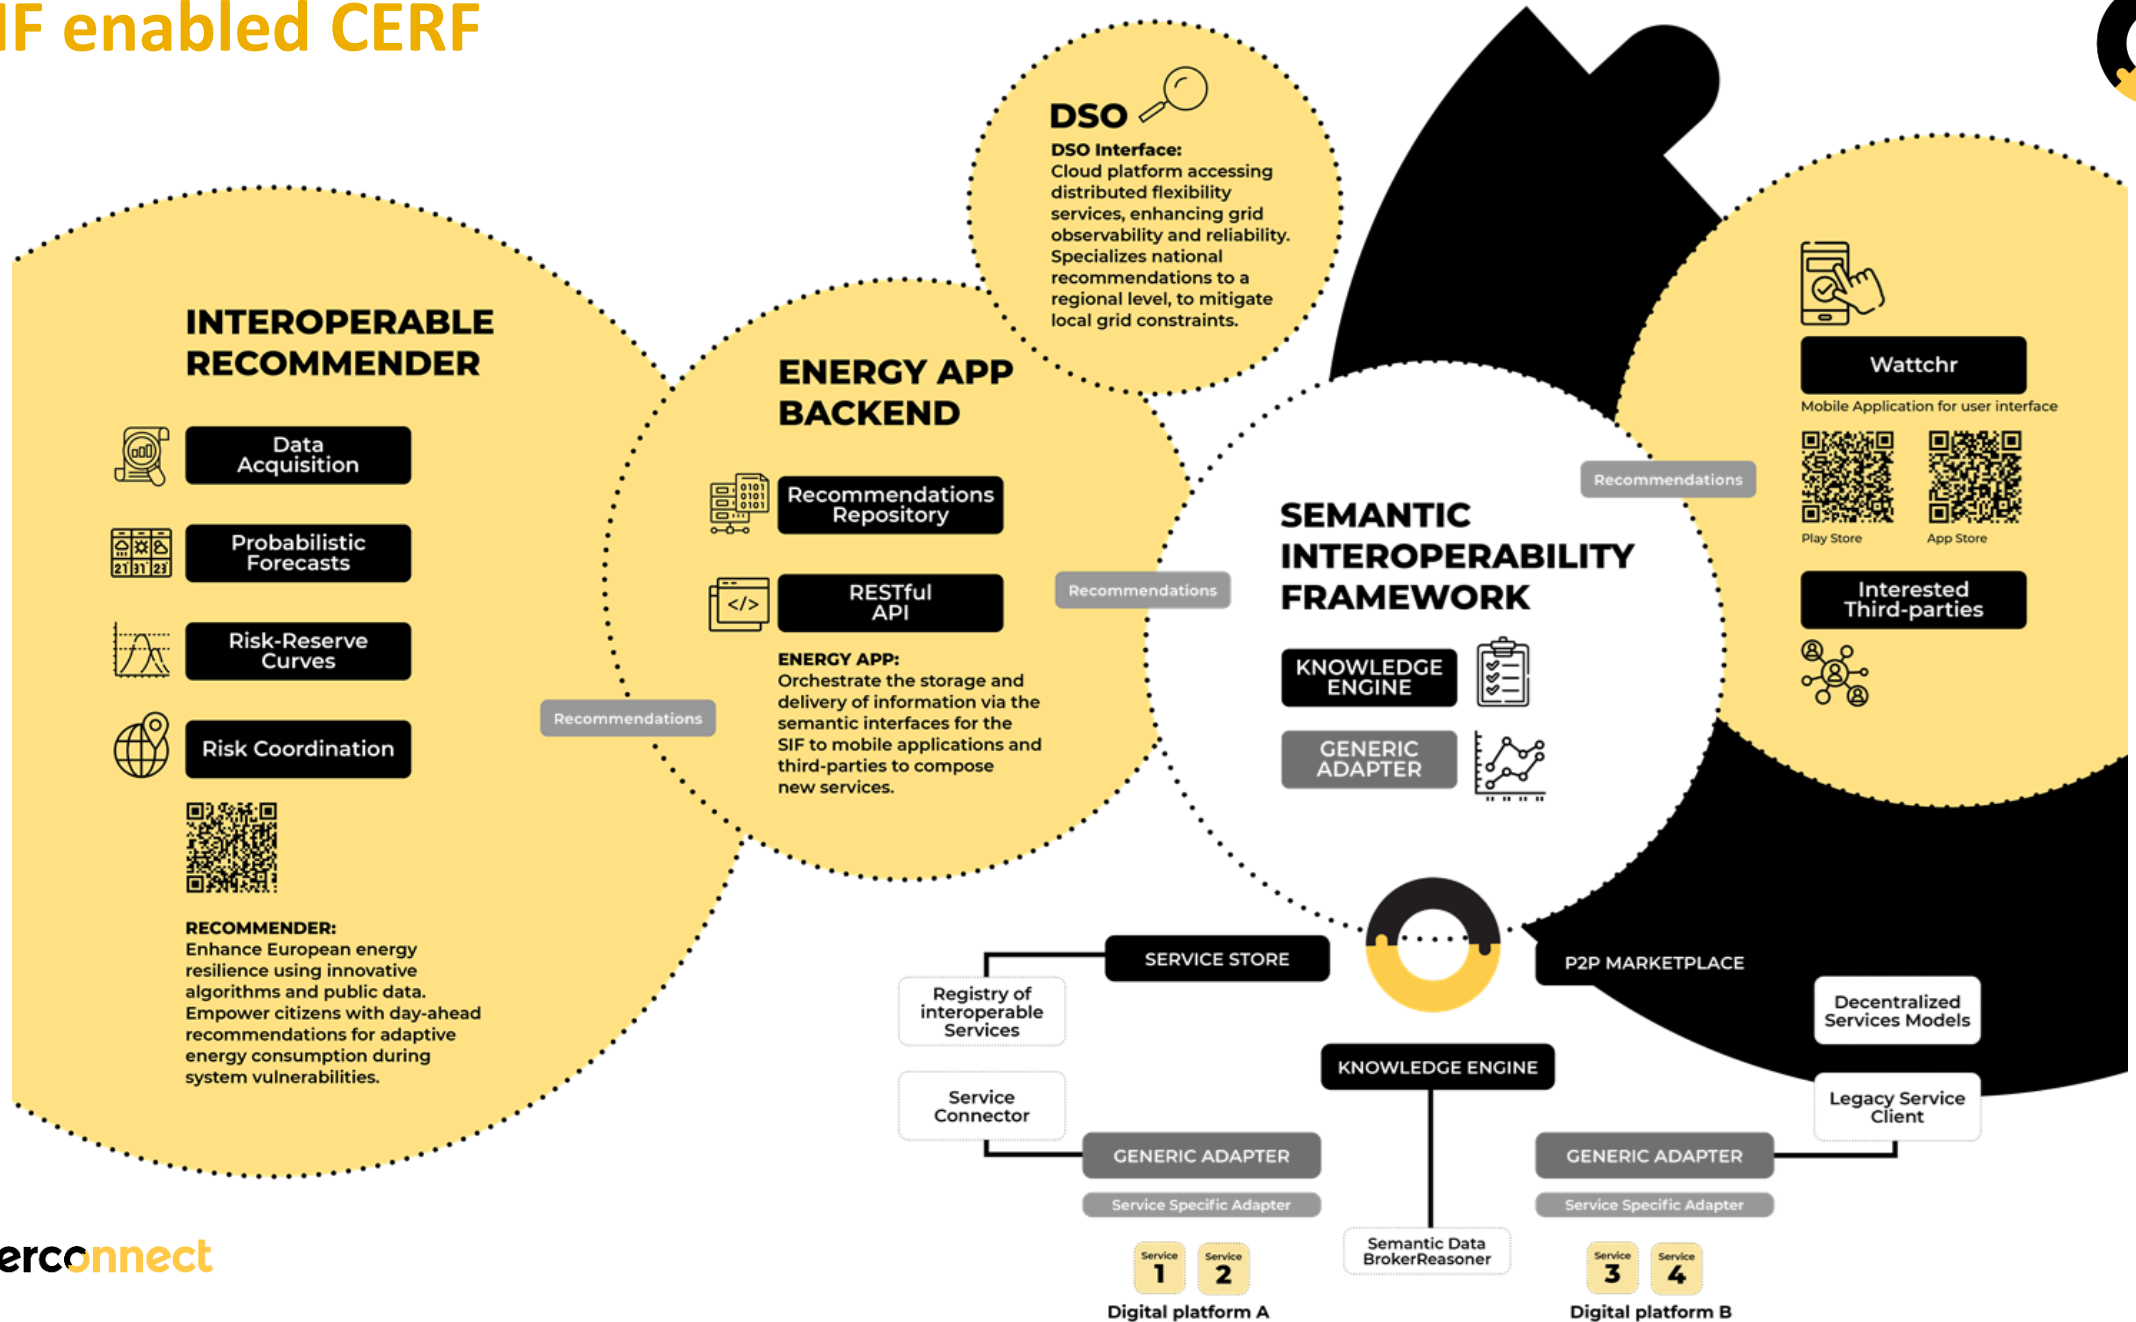 IF enabled CERF
DSO
DSO Interface:
Cloud platform accessing
distributed flexibility
services, enhancing grid
observability and reliability.
Specializes national
recommendations to a
regional level, to mitigate
local grid constraints.
INTEROPERABLE
RECOMMENDER
Data
Acquisition
Probabilistic
Forecasts
21 31 23
Risk-Reserve
Curves
Risk Coordination
RECOMMENDER:
Enhance European energy
resilience using innovative
algorithms and public data.
Empower citizens with day-ahead
recommendations for adaptive
energy consumption during
system vulnerabilities.
Recommendations
ENERGY APP
BACKEND
0101
0101
0101
Recommendations
Repository
</>
RESTful
API
ENERGY APP:
Orchestrate the storage and
delivery of information via the
semantic interfaces for the
SIF to mobile applications and
third-parties to compose
new services.
Recommendations
SEMANTIC
INTEROPERABILITY
FRAMEWORK
KNOWLEDGE
ENGINE
GENERIC
ADAPTER
Recommendations
Wattchr
Mobile Application for user interface
Play Store
App Store
Interested
Third-parties
SERVICE STORE
P2P MARKETPLACE
Registry of
interoperable
Services
Decentralized
Services Models
KNOWLEDGE ENGINE
Service
Connector
Legacy Service
Client
GENERIC ADAPTER
GENERIC ADAPTER
Service Specific Adapter
Service Specific Adapter
Semantic Data
BrokerReasoner
Service
1
Service
2
Service
3
Service
4
Digital platform A
Digital platform B
erconnect